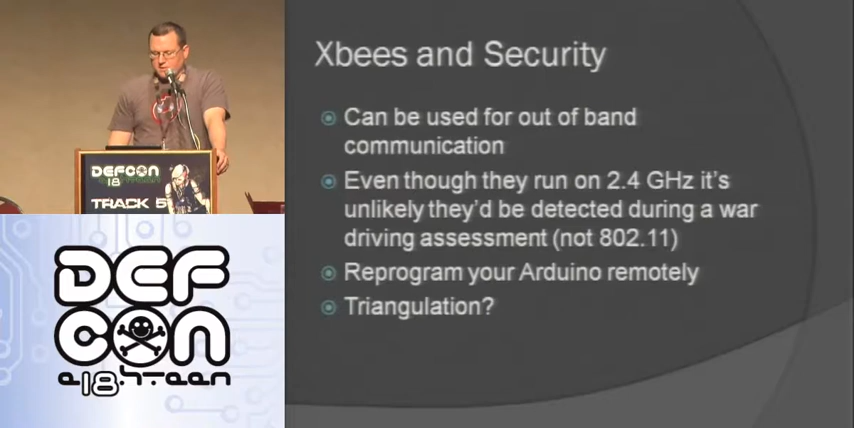 DEFCON
18
TRACK 5
DEF
CON
18
Xbees and Security
Can be used for out of band
communication
Even though they run on 2.4 GHz it's
unlikely they'd be detected during a war
driving assessment (not 802.11)
Reprogram your Arduino remotely
Triangulation?